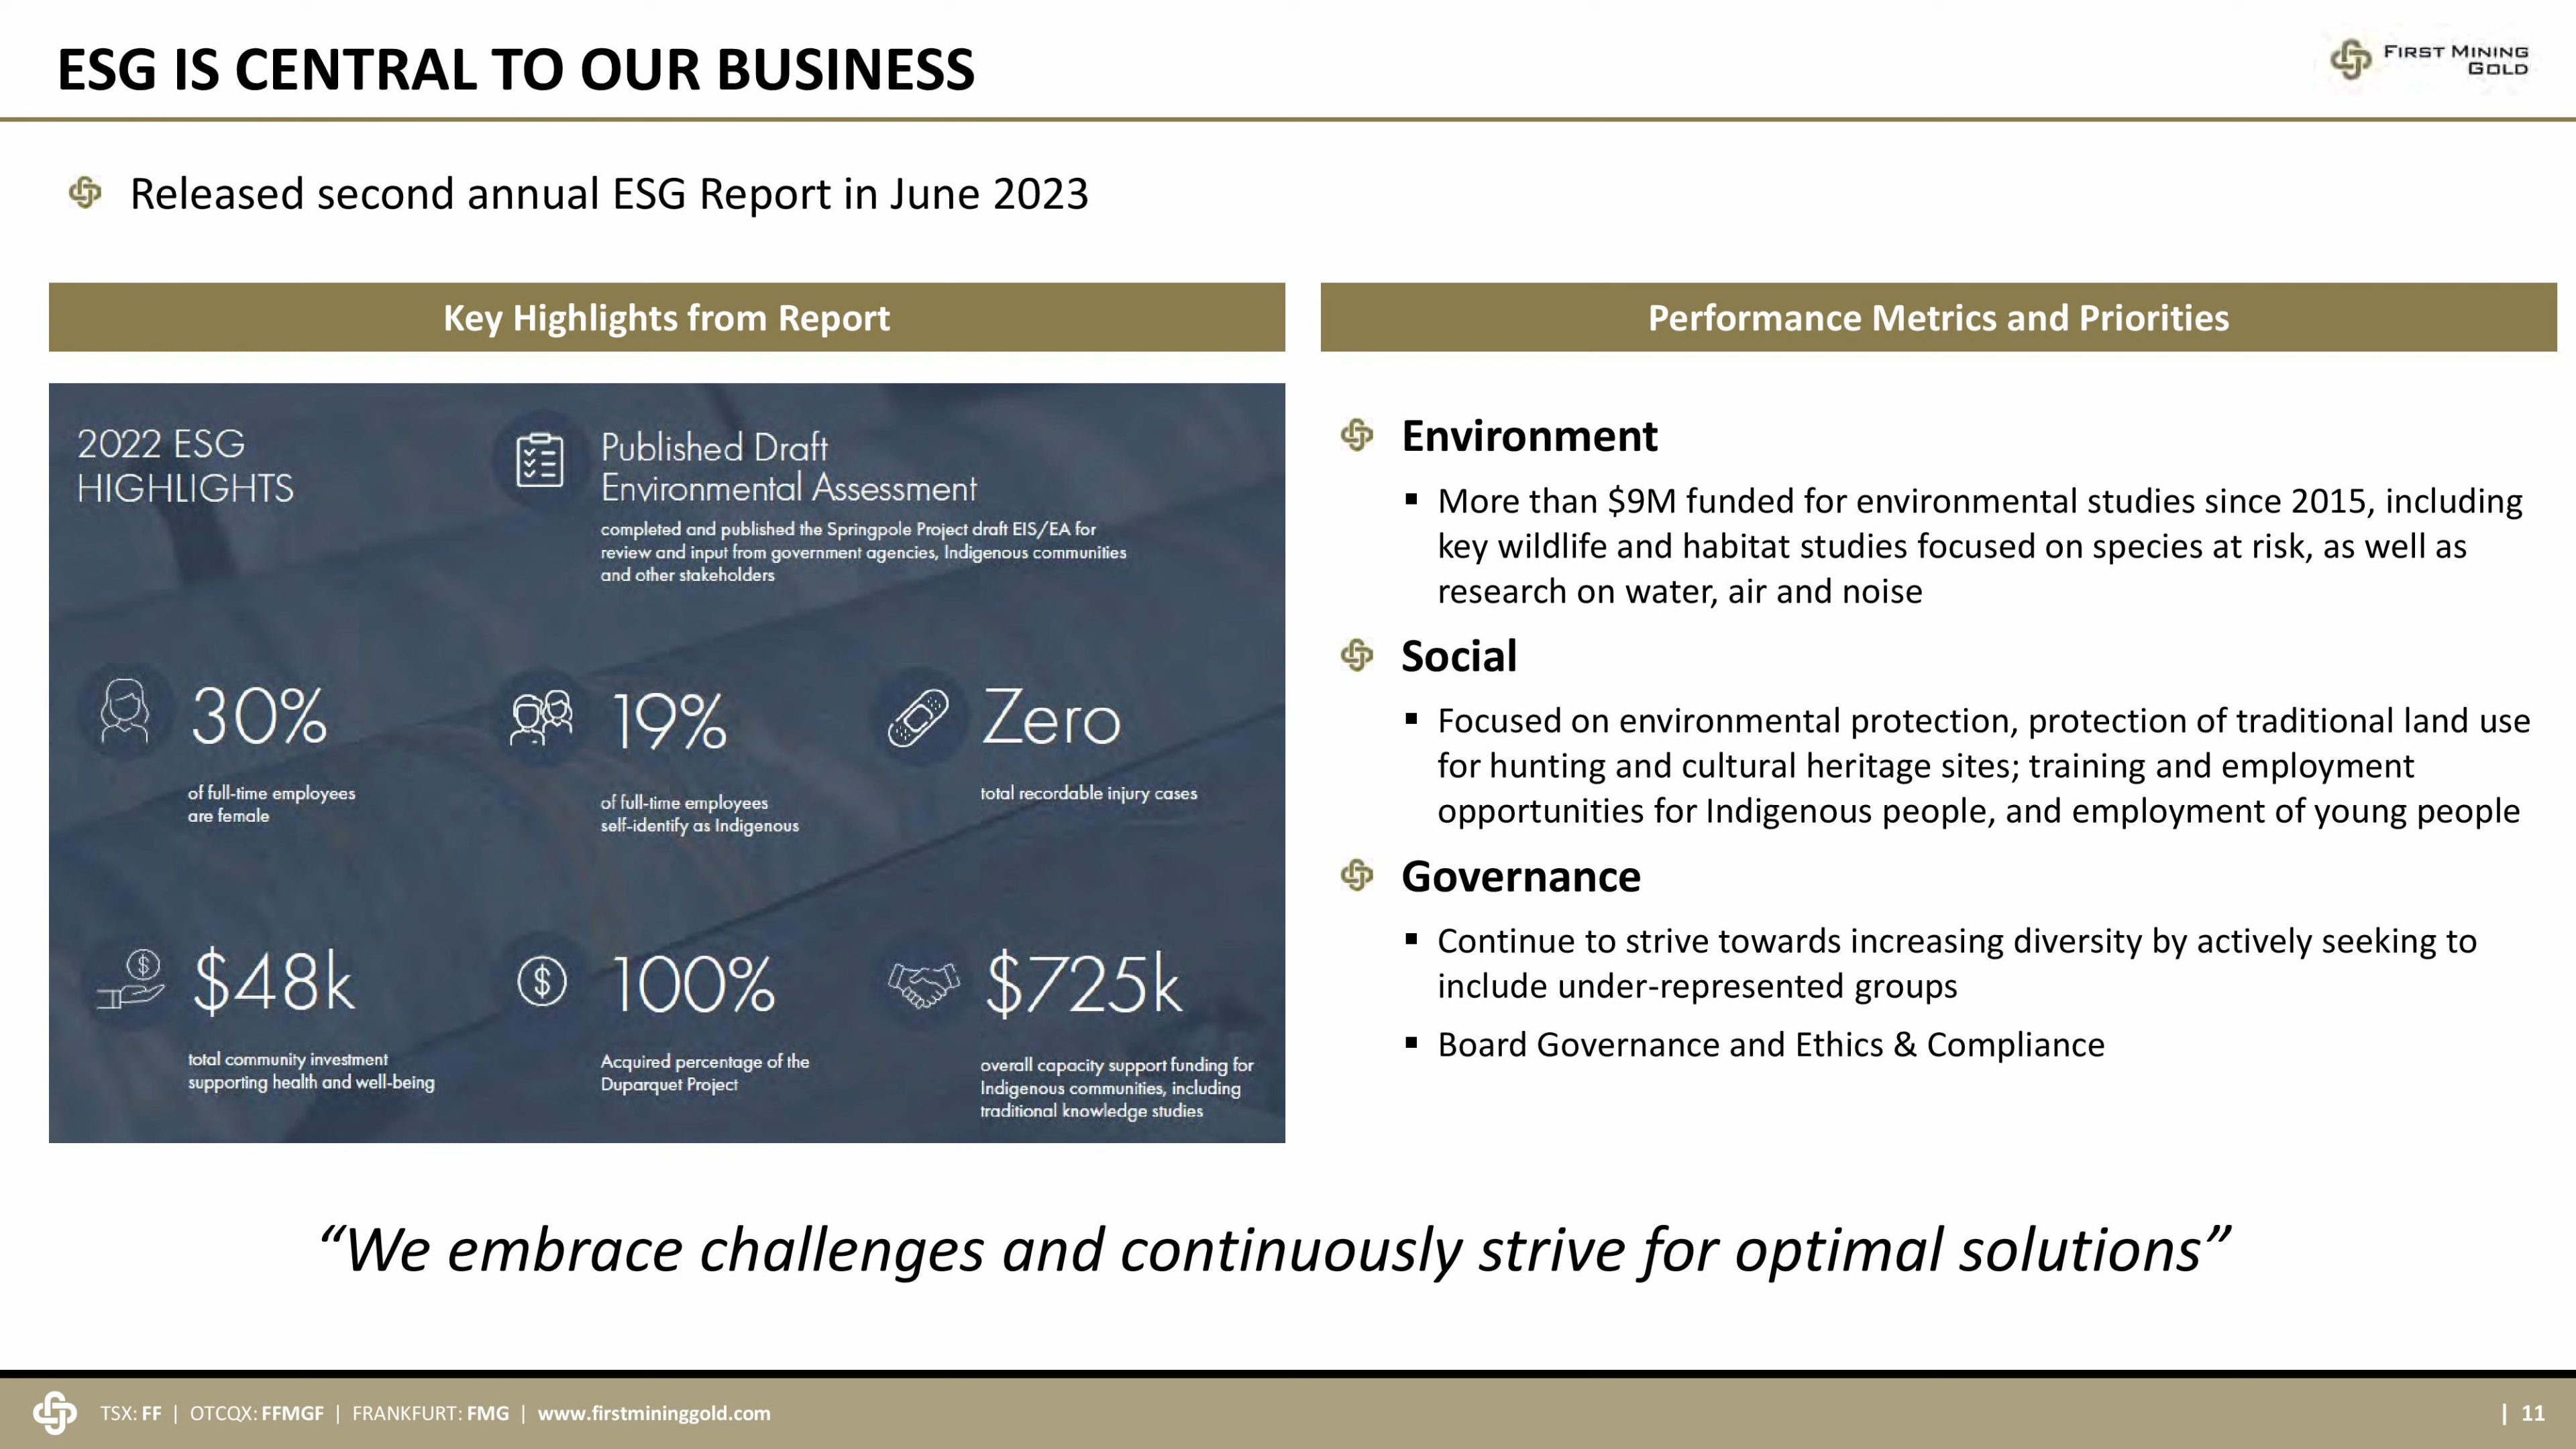 ESG IS CENTRAL TO OUR BUSINESS
FIRST MINING
GOLD
Released second annual ESG Report in June 2023
Key Highlights from Report
2022 ESG
HIGHLIGHTS
Published Draft
Environmental Assessment
completed and published the Springpole Project draft EIS/EA for
review and input from government agencies, Indigenous communities
and other stakeholders
30%
of full-time employees
are female
19%
of full-time employees
self-identify as Indigenous
Zero
total recordable injury cases
$48k
total community investment
supporting health and well-being
100%
Acquired percentage of the
Duparquet Project
$725k
overall capacity support funding for
Indigenous communities, including
traditional knowledge studies
Performance Metrics and Priorities
Environment
▪ More than $9M funded for environmental studies since 2015, including
key wildlife and habitat studies focused on species at risk, as well as
research on water, air and noise
Social
▪ Focused on environmental protection, protection of traditional land use
for hunting and cultural heritage sites; training and employment
opportunities for Indigenous people, and employment of young people
Governance
▪ Continue to strive towards increasing diversity by actively seeking to
include under-represented groups
▪ Board Governance and Ethics & Compliance
“We embrace challenges and continuously strive for optimal solutions”
TSX: FF | OTCQX: FFMGF | FRANKFURT: FMG | www.firstmininggold.com
| 11